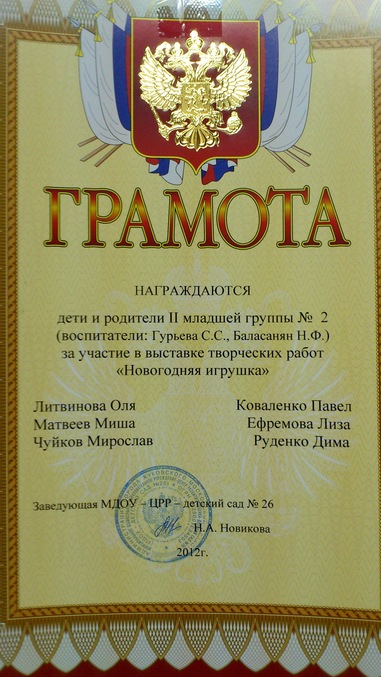 ГРАМОТА
НАГРАЖДАЮТСЯ
дети и родители II младшей группы № 2
(воспитатели: Гурьева С.С., Баласанян Н.Ф.)
за участие в выставке творческих работ
«Новогодняя игрушка»
Литвинова Оля Коваленко Павел
Матвеев Миша Ефремова Лиза
Чуйков Мирослав Руденко Дима
Заведующая МДОУ – ЦРР – детский сад № 26
Н.А. Новикова
2012г.